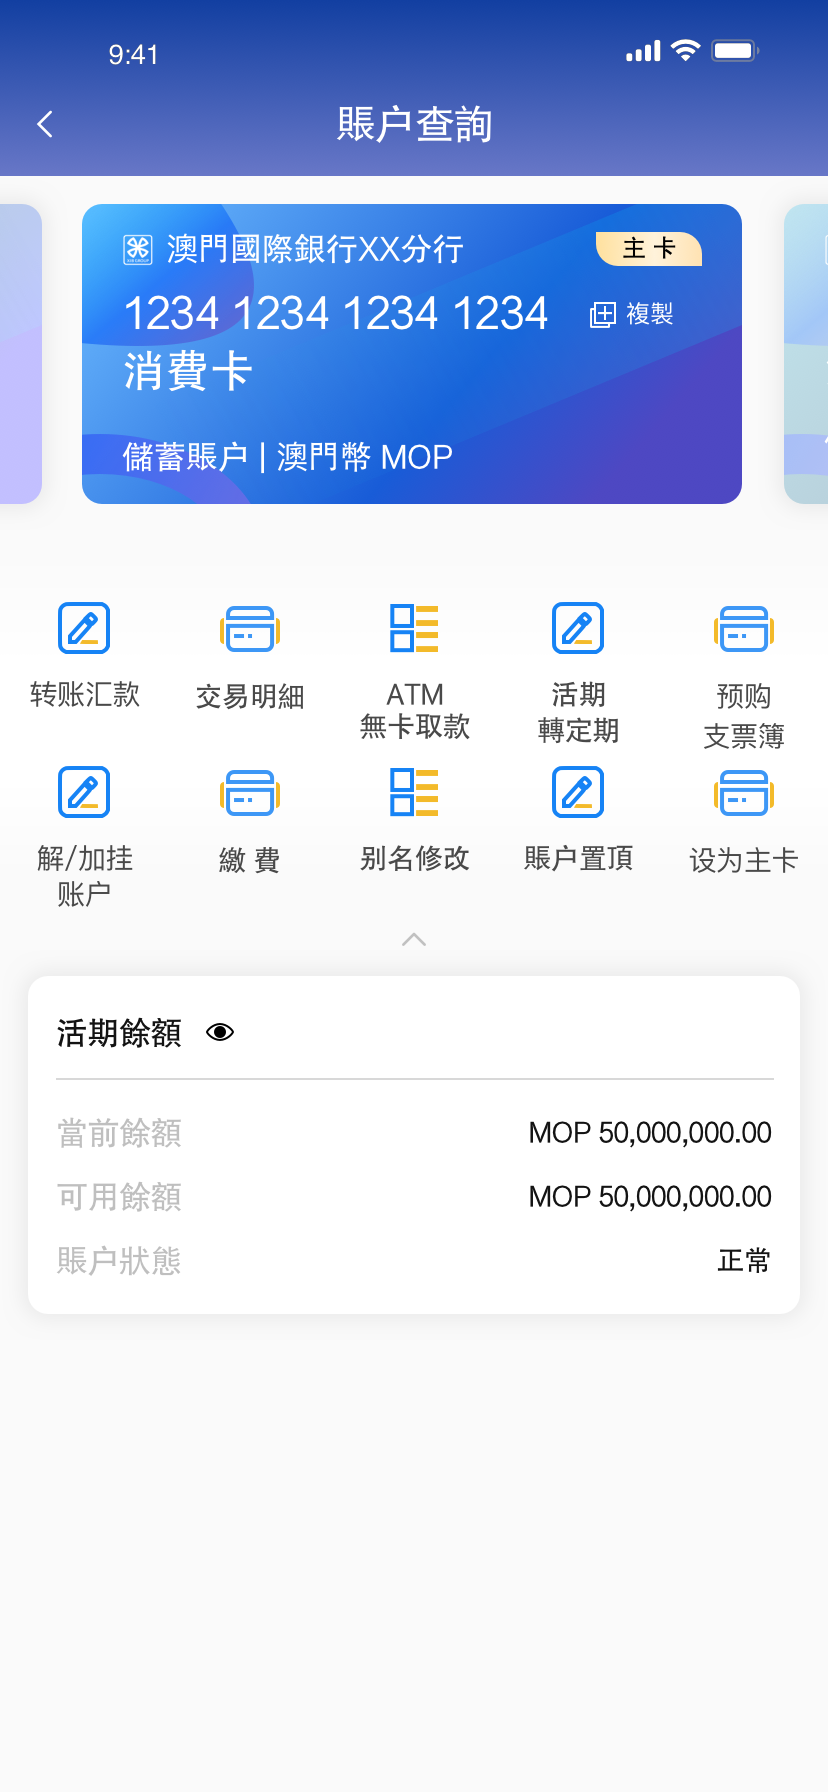 9:41
賬户查詢
澳門國際銀行XX分行
主 卡
1234 1234 1234 1234
複製
消費卡
儲蓄賬户 | 澳門幣 MOP
转账汇款
交易明細
ATM
無卡取款
活期
轉定期
预购
支票簿
解/加挂
账户
繳 費
别名修改
賬户置頂
设为主卡
活期餘額
當前餘額
MOP 50,000,000.00
可用餘額
MOP 50,000,000.00
賬户狀態
正常